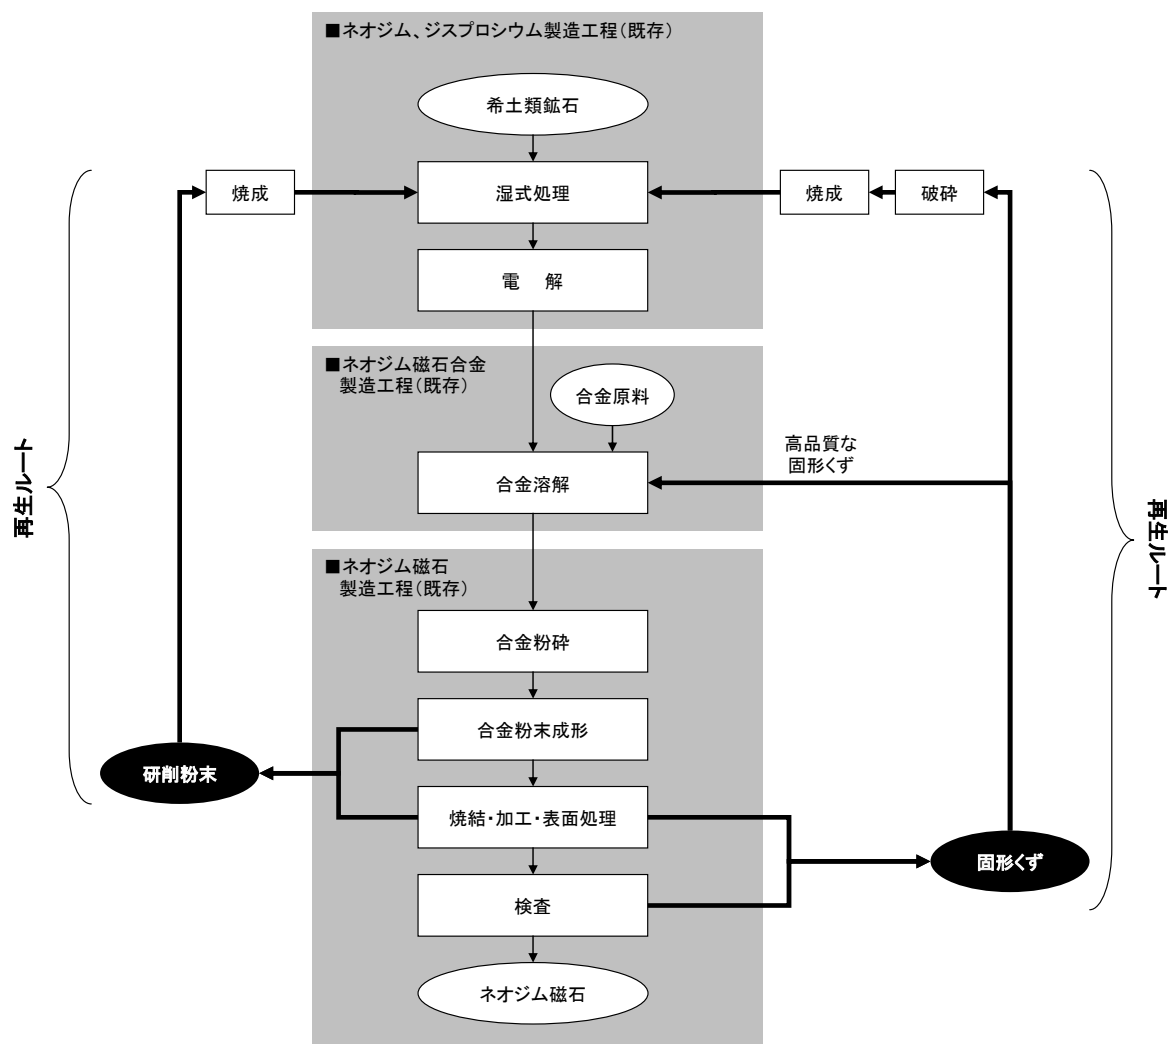 ■ネオジム、ジスプロシウム製造工程(既存)
希土類鉱石
焼成
湿式処理
焼成
破砕
電　解
■ネオジム磁石合金
製造工程(既存)
合金原料
高品質な
固形くず
合金溶解
再生ルート
再生ルート
■ネオジム磁石
製造工程(既存)
合金粉砕
合金粉末成形
研削粉末
焼結・加工・表面処理
固形くず
検査
ネオジム磁石